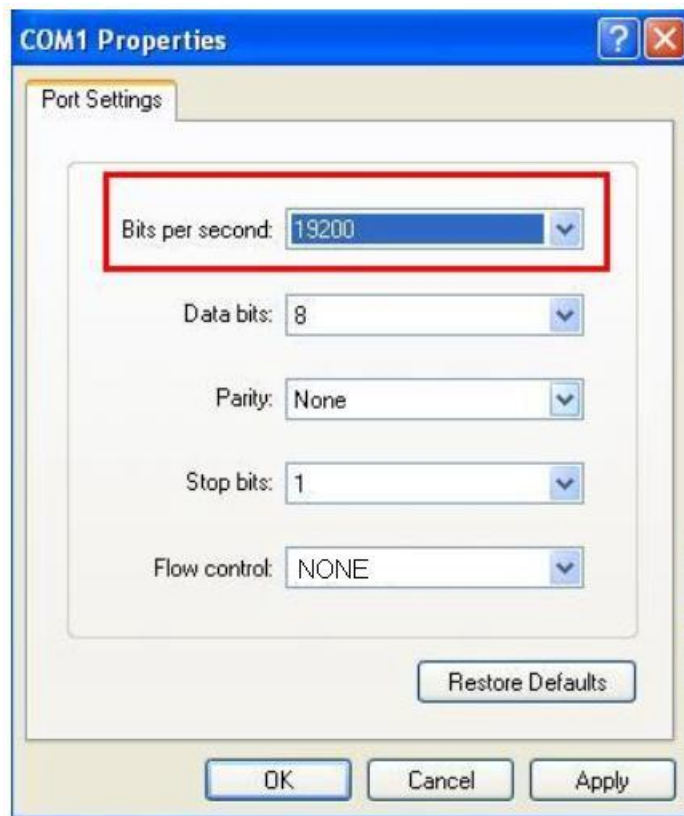 COM1 Properties
Port Settings
Bits per second: 19200
Data bits: 8
Parity: None
Stop bits: 1
Flow control: NONE
Restore Defaults
OK Cancel Apply